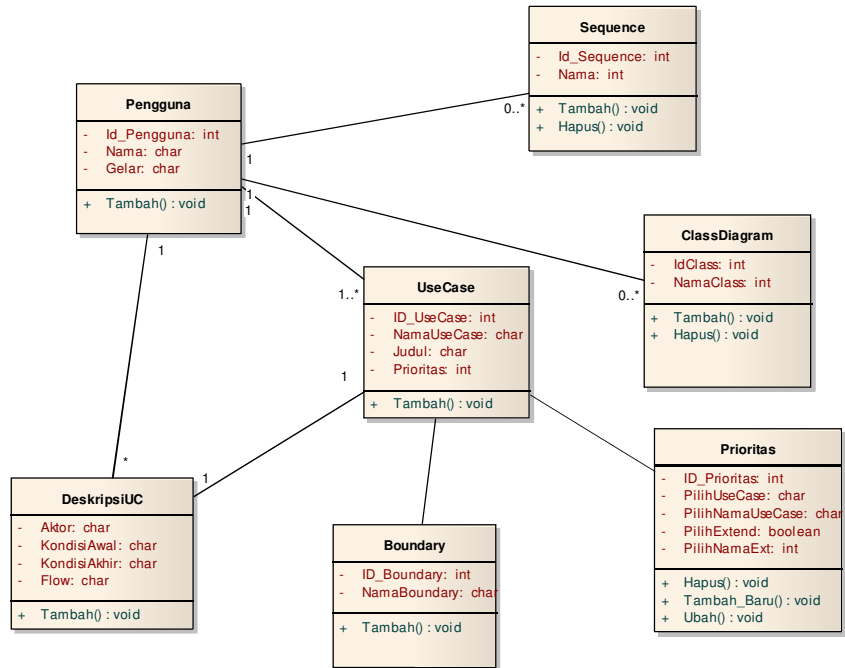 Sequence
- Id_Sequence: int
- Nama: int
+ Tambah() : void
+ Hapus() : void
Pengguna
- Id_Pengguna: int
- Nama: char
- Gelar: char
+ Tambah() : void
1
0..*
1
1
1
1..*
0..*
ClassDiagram
- IdClass: int
- NamaClass: int
+ Tambah() : void
+ Hapus() : void
UseCase
- ID_UseCase: int
- NamaUseCase: char
- Judul: char
- Prioritas: int
+ Tambah() : void
1
*
1
DeskripsiUC
- Aktor: char
- KondisiAwal: char
- KondisiAkhir: char
- Flow: char
+ Tambah() : void
Boundary
- ID_Boundary: int
- NamaBoundary: char
+ Tambah() : void
Prioritas
- ID_Prioritas: int
- PilihUseCase: char
- PilihNamaUseCase: char
- PilihExtend: boolean
- PilihNamaExt: int
+ Hapus() : void
+ Tambah_Baru() : void
+ Ubah() : void